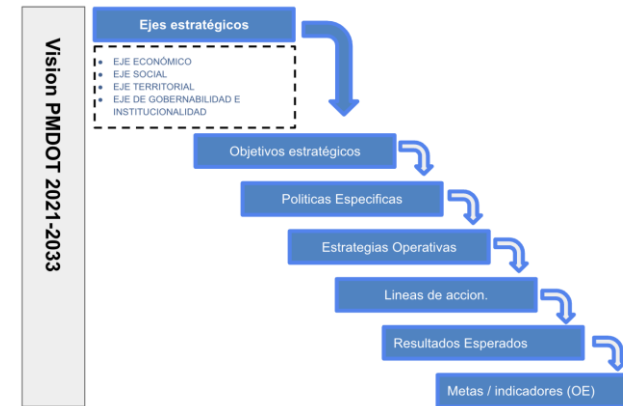 Vision PMDOT 2021-2033
Ejes estratégicos
EJE ECONÓMICO
EJE SOCIAL
EJE TERRITORIAL
EJE DE GOBERNABILIDAD E
INSTITUCIONALIDAD
Objetivos estratégicos
Politicas Especificas
Estrategias Operativas
Lineas de accion.
Resultados Esperados
Metas / indicadores (OE)